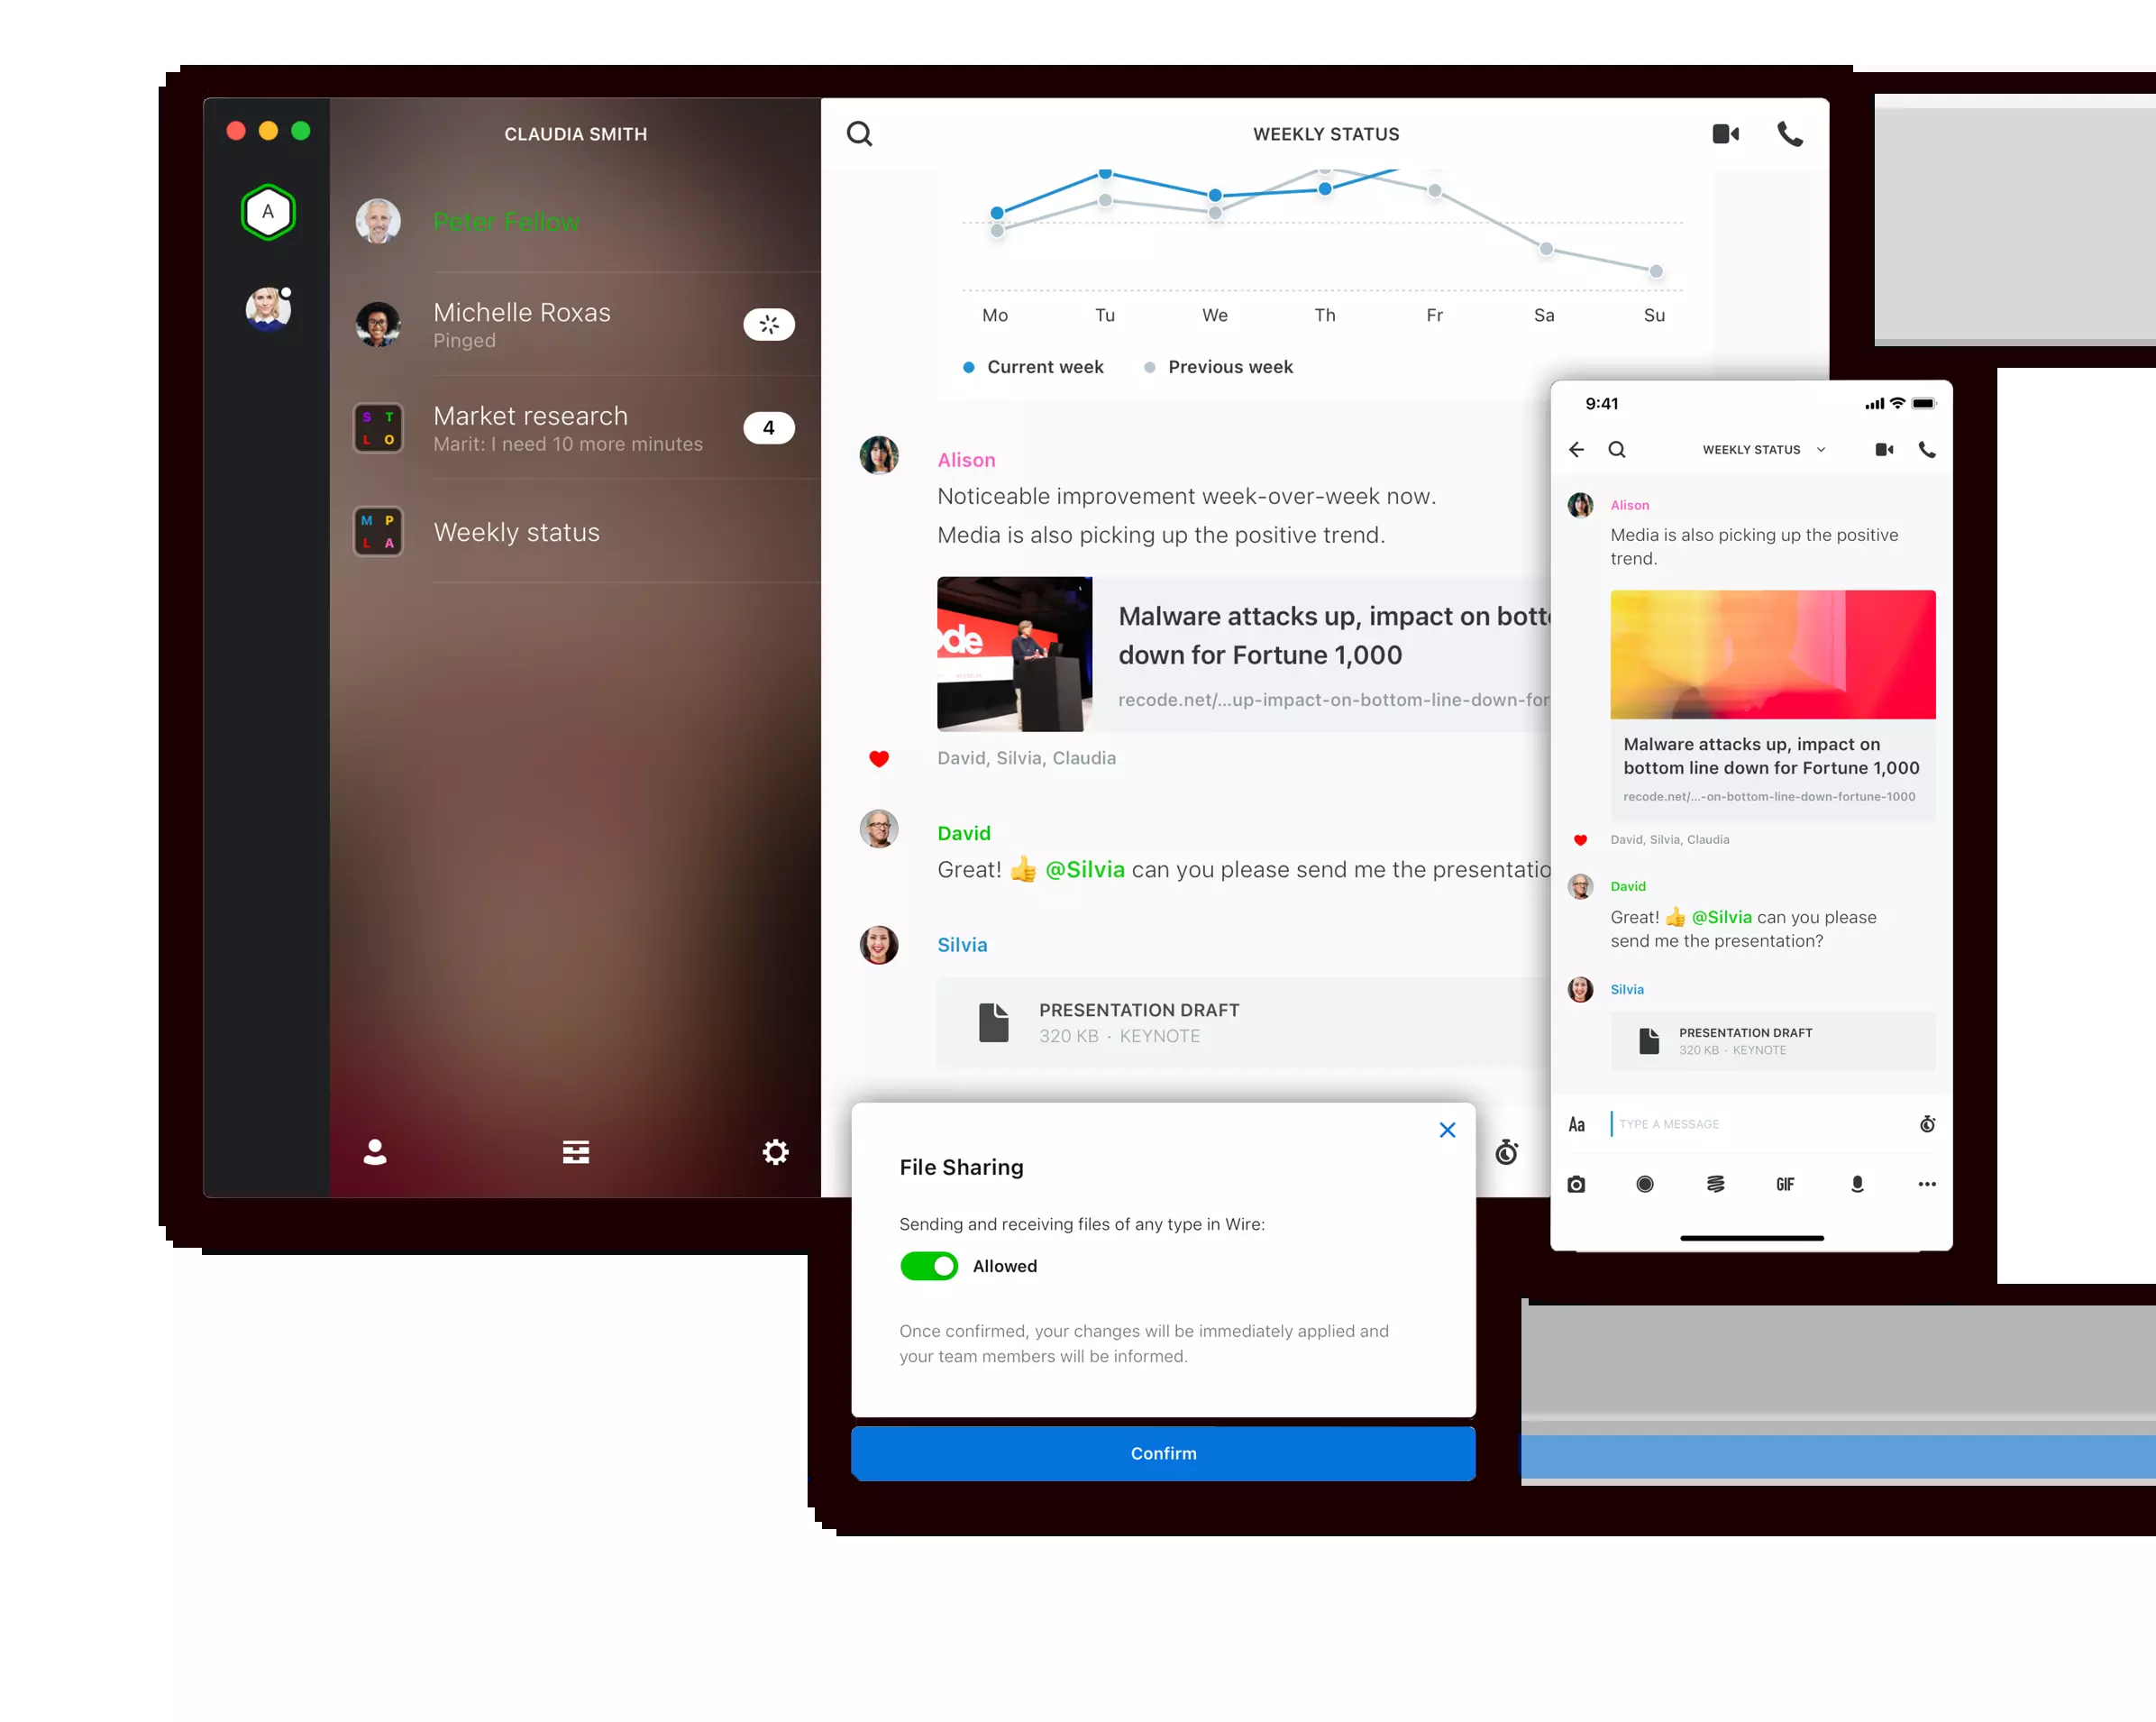 CLAUDIA SMITH
A
Peter Fellow
Michelle Roxas
Pinged
S T
L O
Market research
Marit: I need 10 more minutes
4
M P
L A
Weekly status
WEEKLY STATUS
Mo Tu We Th Fr Sa Su
Current week Previous week
Alison
Noticeable improvement week-over-week now.
Media is also picking up the positive trend.
Malware attacks up, impact on bott
down for Fortune 1,000
recode.net/...up-impact-on-bottom-line-down-for
David, Silvia, Claudia
David
Great! 👍 @Silvia can you please send me the presentatio
Silvia
PRESENTATION DRAFT
320 KB · KEYNOTE
File Sharing
Sending and receiving files of any type in Wire:
Allowed
Once confirmed, your changes will be immediately applied and
your team members will be informed.
Confirm
9:41
WEEKLY STATUS
Alison
Media is also picking up the positive
trend.
Malware attacks up, impact on
bottom line down for Fortune 1,000
recode.net/...-on-bottom-line-down-fortune-1000
David, Silvia, Claudia
David
Great! 👍 @Silvia can you please
send me the presentation?
Silvia
PRESENTATION DRAFT
320 KB · KEYNOTE
Aa TYPE A MESSAGE
GIF